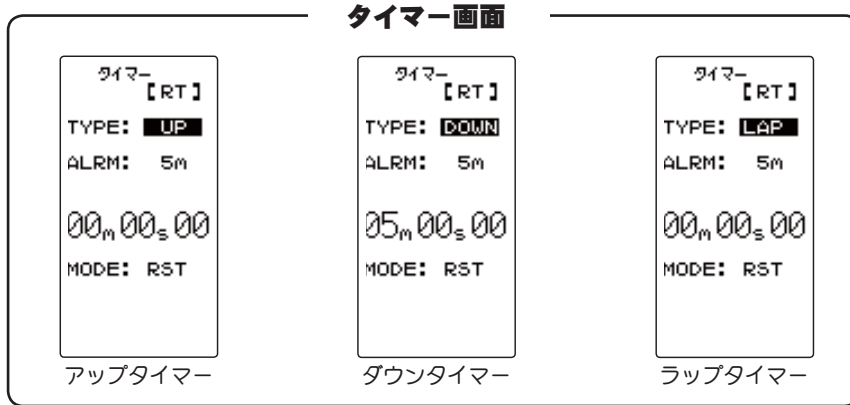 タイマー画面
タイマー
[RT]
TYPE: UP
ALRM: 5m
00m00s00
MODE: RST
アップタイマー
タイマー
[RT]
TYPE: DOWN
ALRM: 5m
05m00s00
MODE: RST
ダウンタイマー
タイマー
[RT]
TYPE: LAP
ALRM: 5m
00m00s00
MODE: RST
ラップタイマー